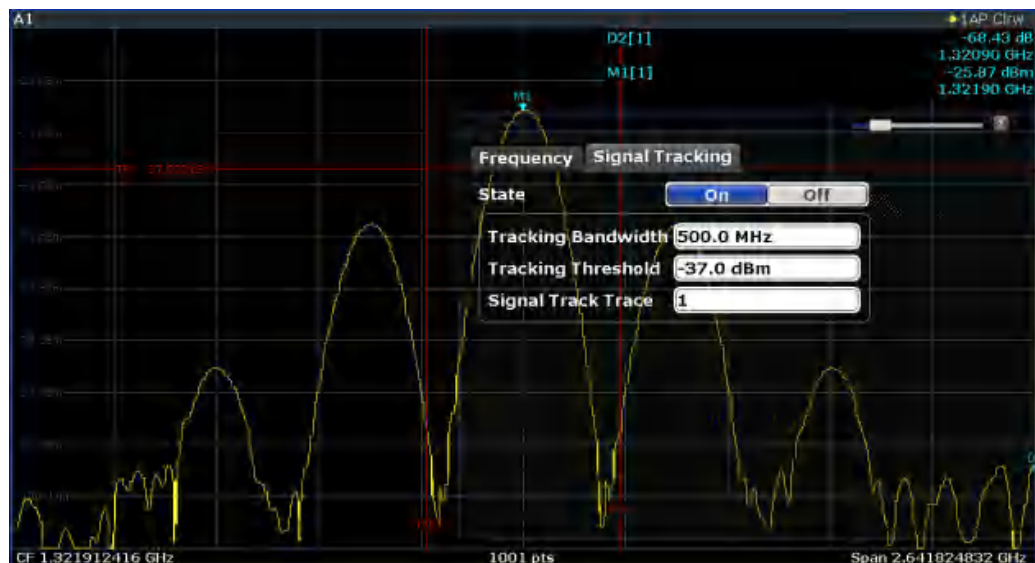 A1
1AP Clrw
D2[1]
-68.43 dB
1.32090 GHz
M1[1]
-25.87 dBm
1.32190 GHz
M1
Frequency
Signal Tracking
State
On
Off
Tracking Bandwidth
500.0 MHz
Tracking Threshold
-37.0 dBm
Signal Track Trace
1
CF 1.321912416 GHz
1001 pts
Span 2.641824832 GHz